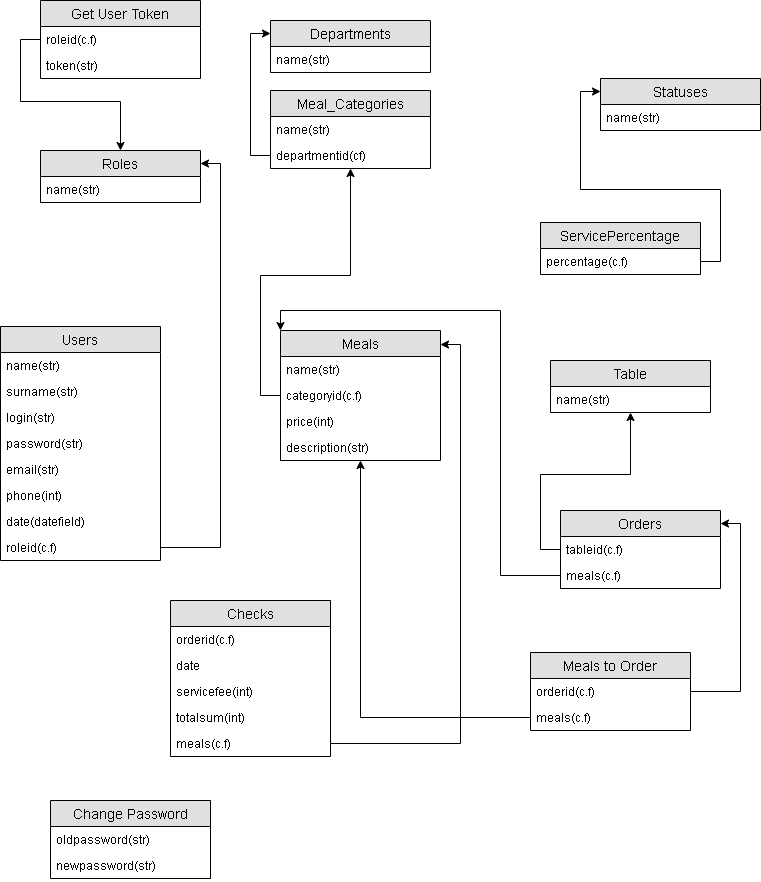 Get User Token
roleid(c.f)
token(str)
Departments
name(str)
Meal_Categories
name(str)
departmentid(cf)
Statuses
name(str)
Roles
name(str)
ServicePercentage
percentage(c.f)
Users
name(str)
surname(str)
login(str)
password(str)
email(str)
phone(int)
date(datefield)
roleid(c.f)
Meals
name(str)
categoryid(c.f)
price(int)
description(str)
Table
name(str)
Orders
tableid(c.f)
meals(c.f)
Checks
orderid(c.f)
date
servicefee(int)
totalsum(int)
meals(c.f)
Meals to Order
orderid(c.f)
meals(c.f)
Change Password
oldpassword(str)
newpassword(str)